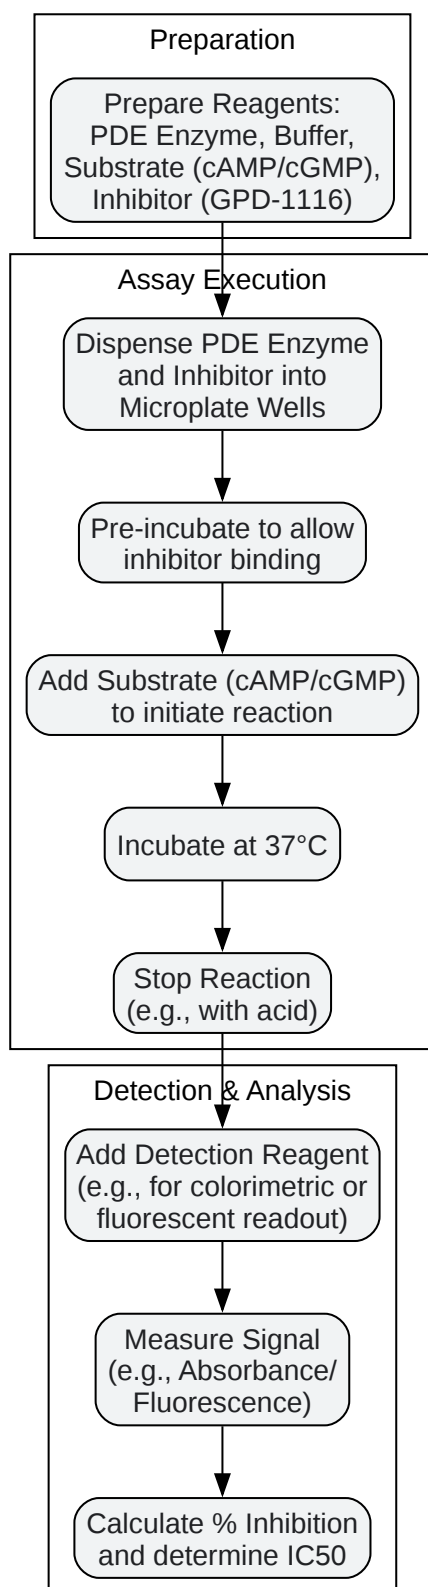 Preparation
Prepare Reagents:
PDE Enzyme, Buffer,
Substrate (cAMP/cGMP),
Inhibitor (GPD-1116)
Assay Execution
Dispense PDE Enzyme
and Inhibitor into
Microplate Wells
Pre-incubate to allow
inhibitor binding
Add Substrate (cAMP/cGMP)
to initiate reaction
Incubate at 37°C
Stop Reaction
(e.g., with acid)
Detection & Analysis
Add Detection Reagent
(e.g., for colorimetric or
fluorescent readout)
Measure Signal
(e.g., Absorbance/
Fluorescence)
Calculate % Inhibition
and determine IC50